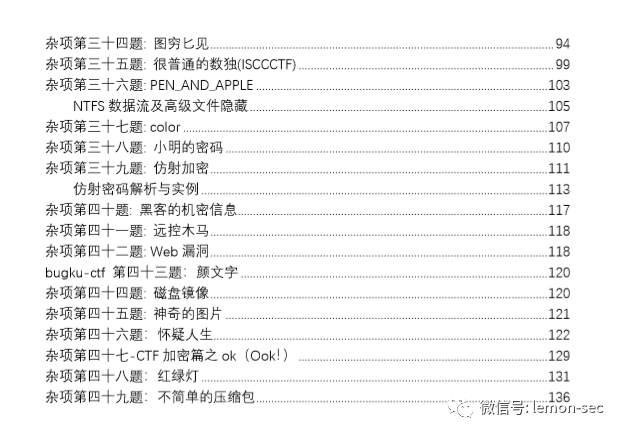 杂项第三十四题: 图穷匕见 94
杂项第三十五题: 很普通的数独(ISCCCTF) 99
杂项第三十六题: PEN_AND_APPLE 103
NTFS 数据流及高级文件隐藏 105
杂项第三十七题: color 107
杂项第三十八题: 小明的密码 110
杂项第三十九题: 仿射加密 111
仿射密码解析与实例 113
杂项第四十题: 黑客的机密信息 117
杂项第四十一题: 远控木马 118
杂项第四十二题: Web 漏洞 118
bugku-ctf 第四十三题: 颜文字 120
杂项第四十四题: 磁盘镜像 120
杂项第四十五题: 神奇的图片 121
杂项第四十六题: 怀疑人生 122
杂项第四十七-CTF 加密篇之 ok（Ook!） 129
杂项第四十八题: 红绿灯 131
杂项第四十九题: 不简单的压缩包 136
微信号: lemon-sec